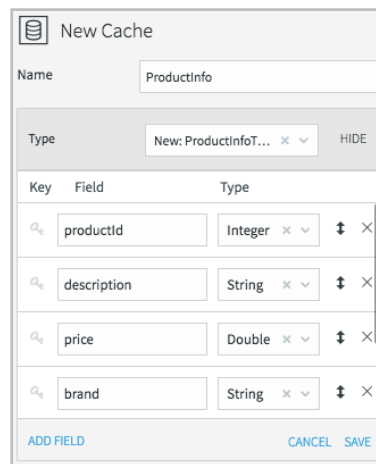 New Cache
Name ProductInfo
Type New: ProductInfoT... HIDE
Key Field Type
productId Integer
description String
price Double
brand String
ADD FIELD CANCEL SAVE